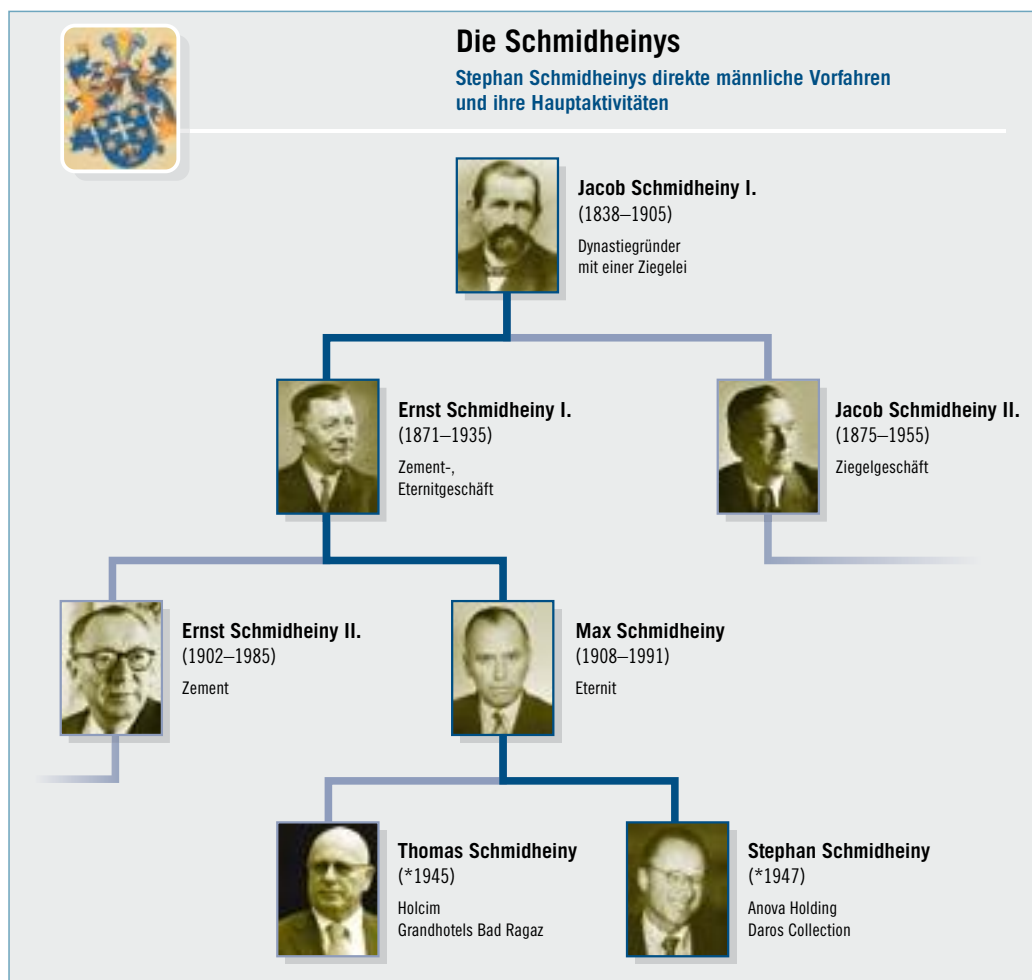 Die Schmidheinys
Stephan Schmidheinys direkte männliche Vorfahren
und ihre Hauptaktivitäten
Jacob Schmidheiny I.
(1838–1905)
Dynastiegründer
mit einer Ziegelei
Ernst Schmidheiny I.
(1871–1935)
Zement-,
Eternitgeschäft
Jacob Schmidheiny II.
(1875–1955)
Ziegelgeschäft
Ernst Schmidheiny II.
(1902–1985)
Zement
Max Schmidheiny
(1908–1991)
Eternit
Thomas Schmidheiny
(*1945)
Holcim
Grandhotels Bad Ragaz
Stephan Schmidheiny
(*1947)
Anova Holding
Daros Collection